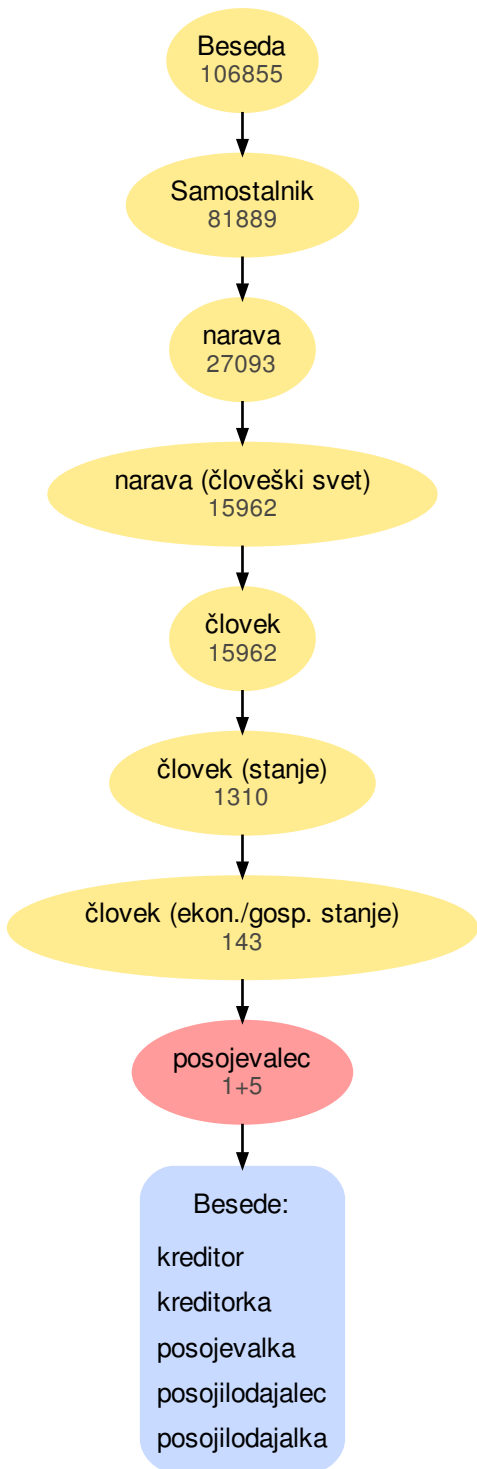 Beseda
106855
Samostalnik
81889
narava
27093
narava (človeški svet)
15962
človek
15962
človek (stanje)
1310
človek (ekon./gosp. stanje)
143
posojevalec
1+5
Besede:
kreditor
kreditorka
posojevalka
posojilodajalec
posojilodajalka